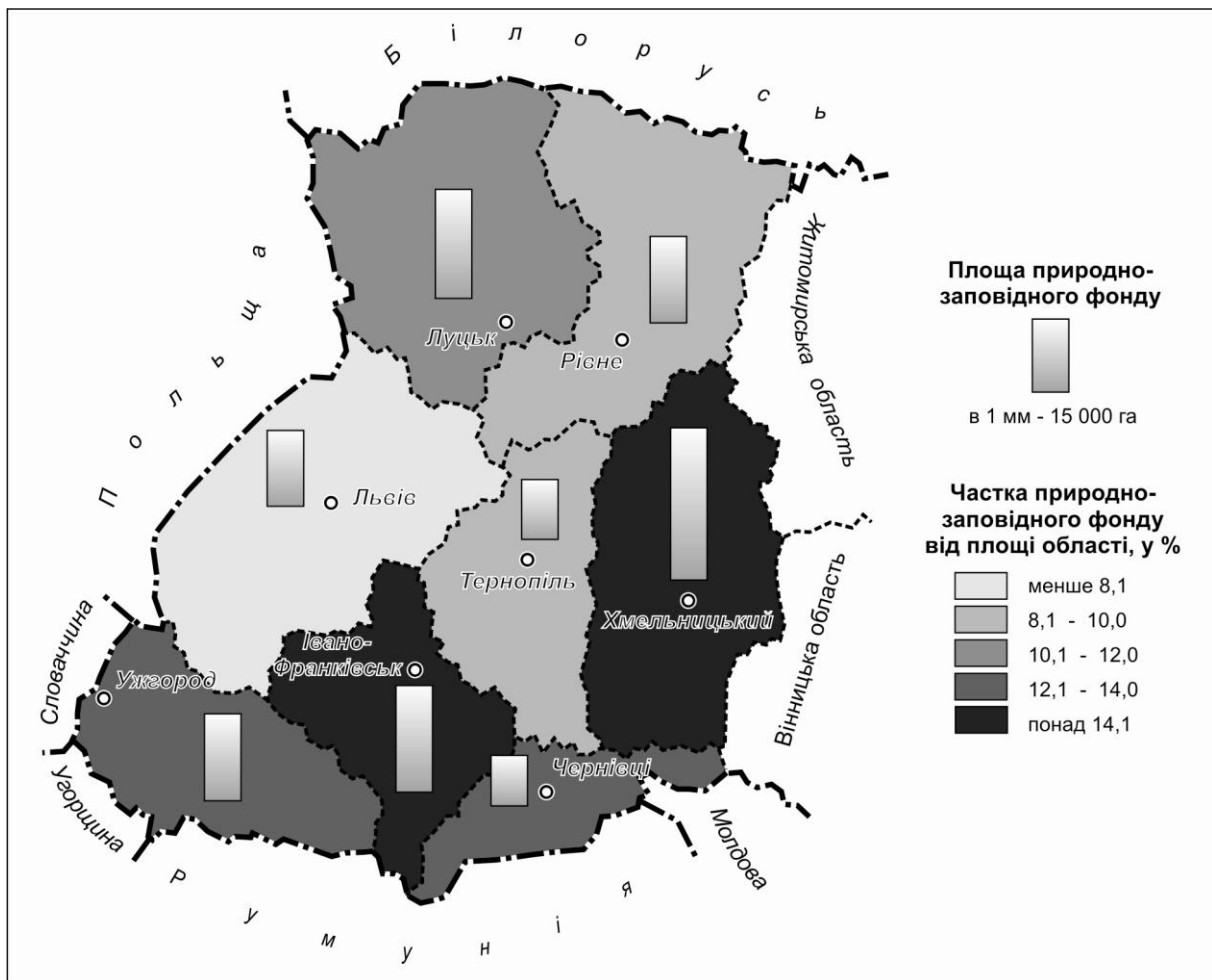 Білорусь
Польща
Житомирська область
Луцьк
Рівне
Львів
Тернопіль
Хмельницький
Івано-
Франківськ
Ужгород
Чернівці
Словаччина
Угорщина
Румунія
Молдова
Вінницька область
Площа природно-
заповідного фонду
в 1 мм - 15 000 га
Частка природно-
заповідного фонду
від площі області, у %
менше 8,1
8,1 - 10,0
10,1 - 12,0
12,1 - 14,0
понад 14,1